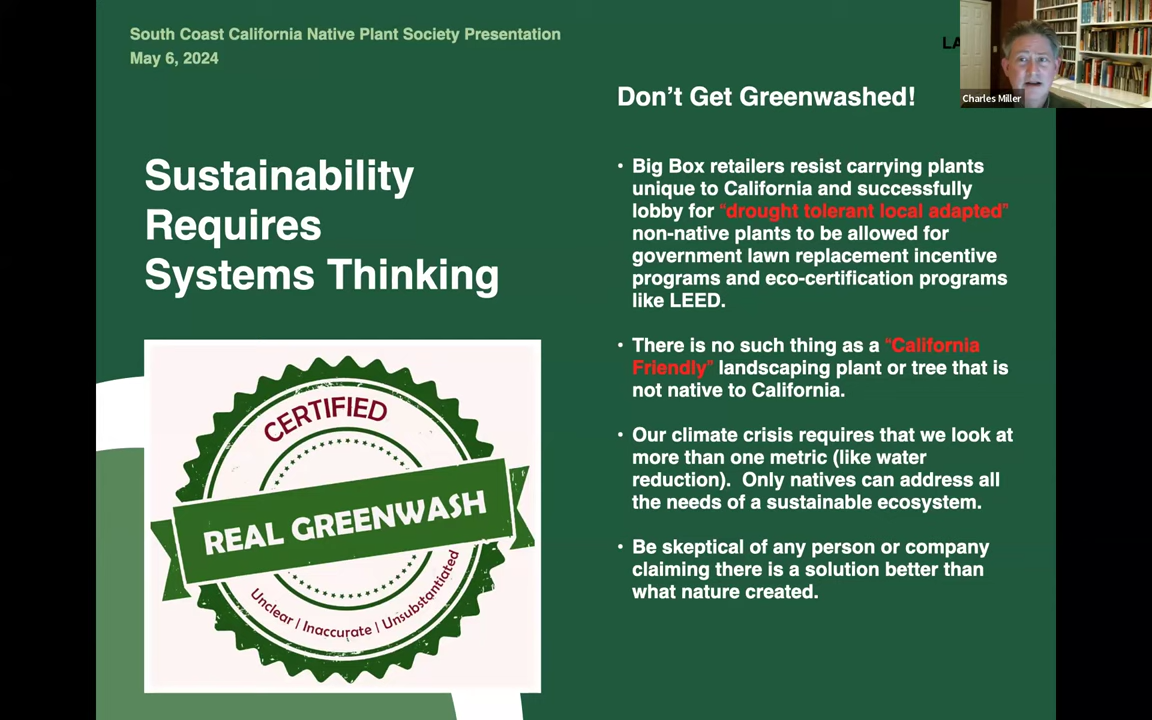 South Coast California Native Plant Society Presentation
May 6, 2024
LA
Charles Miller
Don’t Get Greenwashed!
Sustainability
Requires
Systems Thinking
• Big Box retailers resist carrying plants
unique to California and successfully
lobby for “drought tolerant local adapted”
non-native plants to be allowed for
government lawn replacement incentive
programs and eco-certification programs
like LEED.
• There is no such thing as a “California
Friendly” landscaping plant or tree that is
not native to California.
• Our climate crisis requires that we look at
more than one metric (like water
reduction). Only natives can address all
the needs of a sustainable ecosystem.
• Be skeptical of any person or company
claiming there is a solution better than
what nature created.
CERTIFIED
REAL GREENWASH
Unclear / Inaccurate | Unsubstantiated